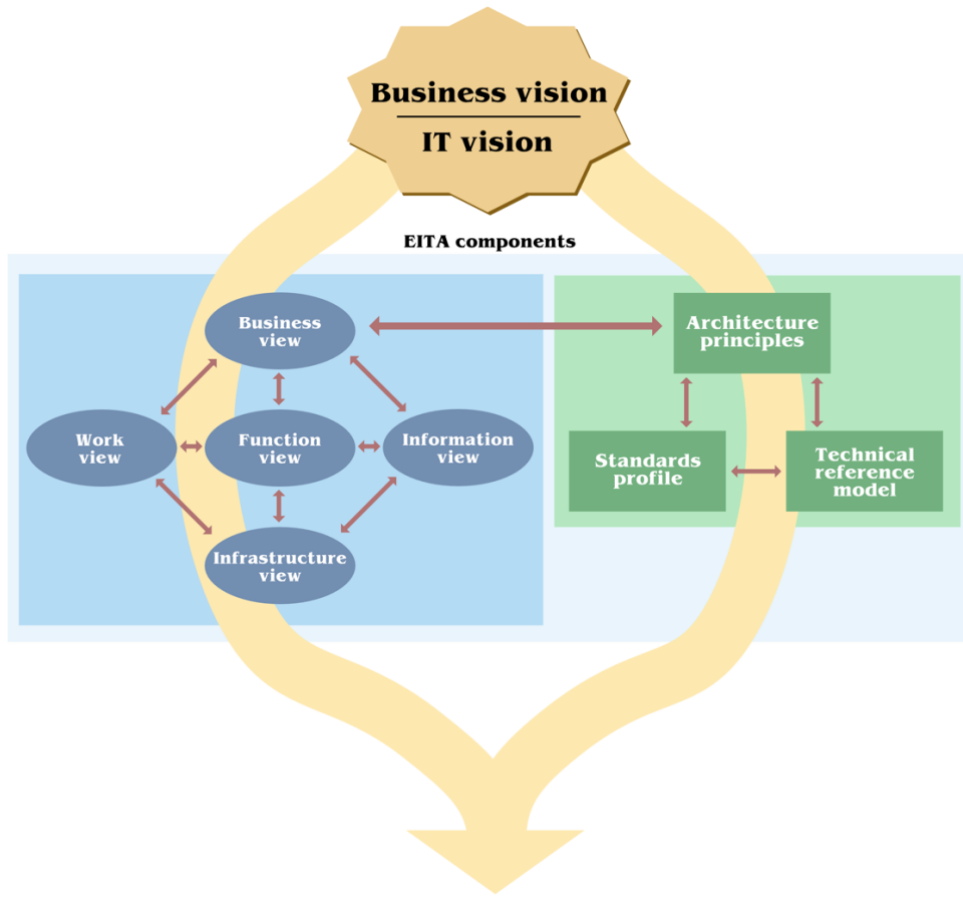 Business vision
IT vision
EITA components
Business
view
Architecture
principles
Work
view
Function
view
Information
view
Standards
profile
Technical
reference
model
Infrastructure
view